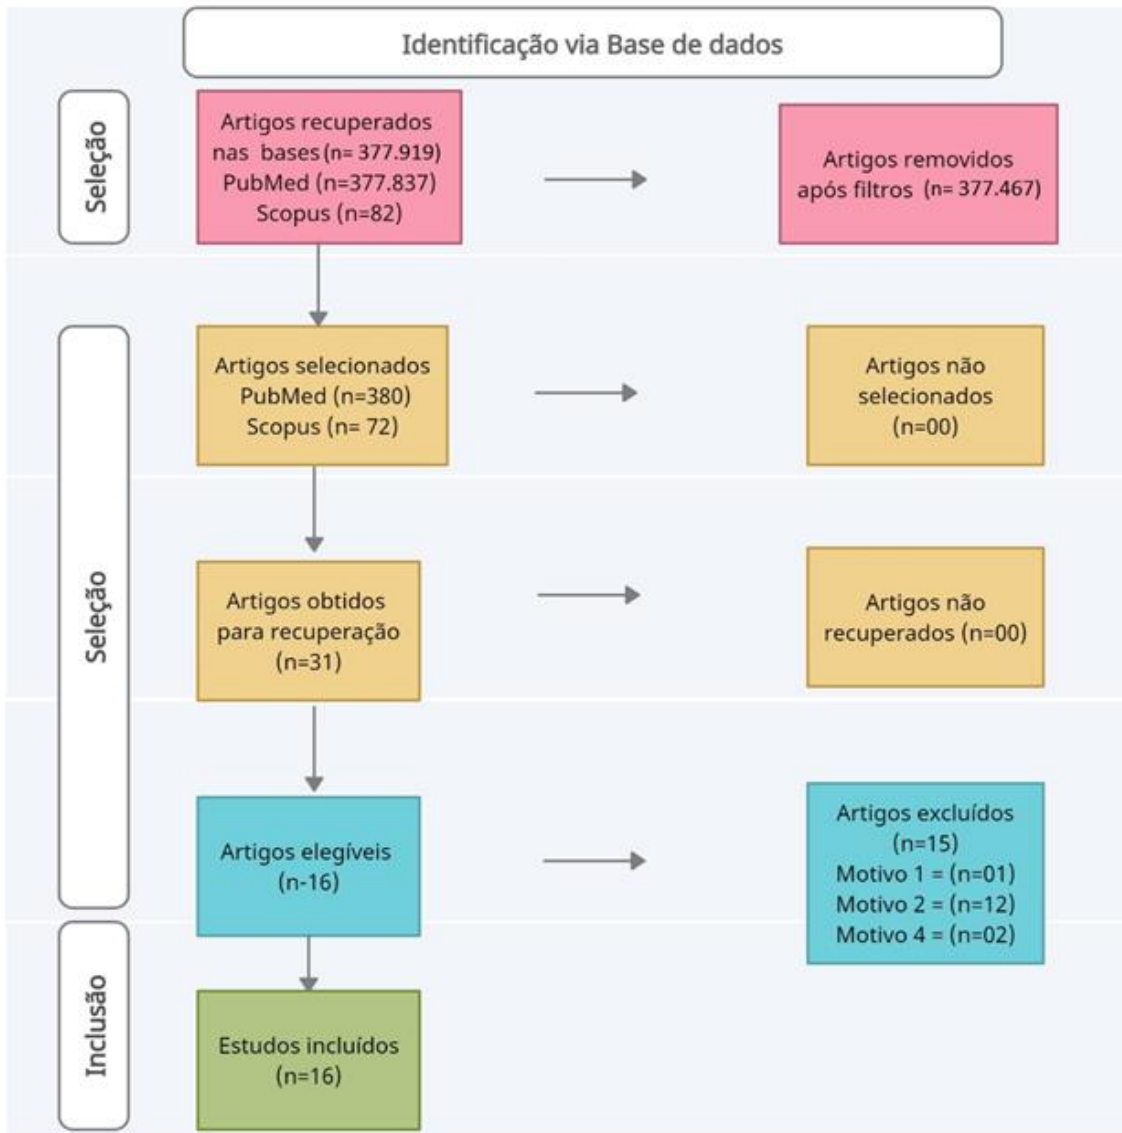 Identificação via Base de dados
Seleção
Artigos recuperados
nas bases (n= 377.919)
PubMed (n=377.837)
Scopus (n=82)
Artigos removidos
após filtros (n= 377.467)
Seleção
Artigos selecionados
PubMed (n=380)
Scopus (n= 72)
Artigos não
selecionados
(n=00)
Artigos obtidos
para recuperação
(n=31)
Artigos não
recuperados (n=00)
Artigos elegíveis
(n-16)
Artigos excluídos
(n=15)
Motivo 1 = (n=01)
Motivo 2 = (n=12)
Motivo 4 = (n=02)
Inclusão
Estudos incluídos
(n=16)